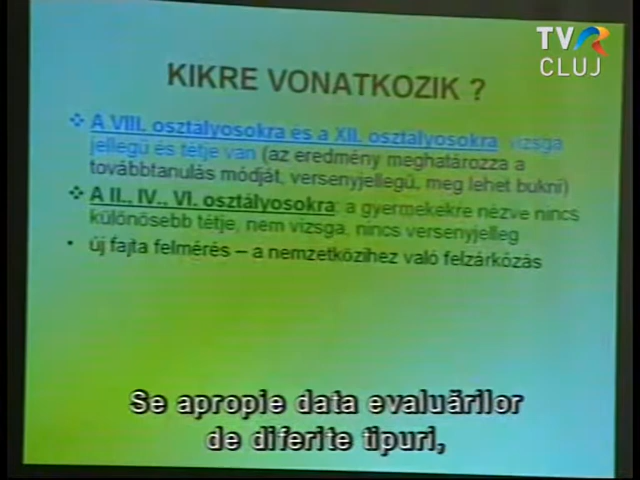 TVR
CLUJ
KIKRE VONATKOZIK ?
❖ A VIII. osztályosokra és a XII. osztályosokra: vizsga
jellegű és tétje van (az eredmény meghatározza a
továbbtanulás módját, versenyjellegű, meg lehet bukni)
❖ A II., IV., VI. osztályosokra: a gyermekekre nézve nincs
különösebb tétje, nem vizsga, nincs versenyjelleg
• új fajta felmérés – a nemzetközihez való felzárkózás
Se apropie data evaluărilor
de diferite tipuri,